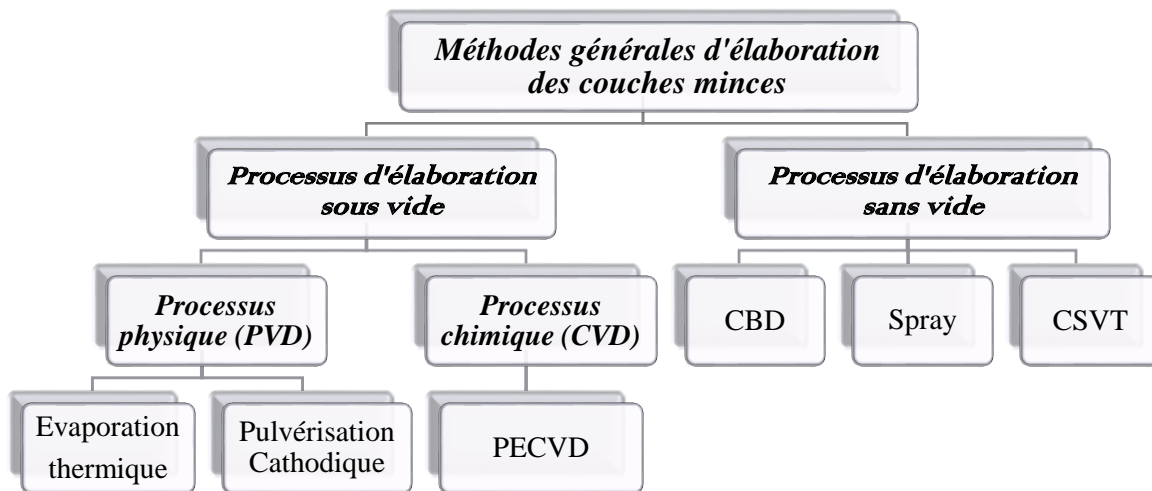 Méthodes générales d'élaboration
des couches minces
Processus d'élaboration
sous vide
Processus d'élaboration
sans vide
Processus
physique (PVD)
Processus
chimique (CVD)
CBD
Spray
CSVT
Evaporation
thermique
Pulvérisation
Cathodique
PECVD